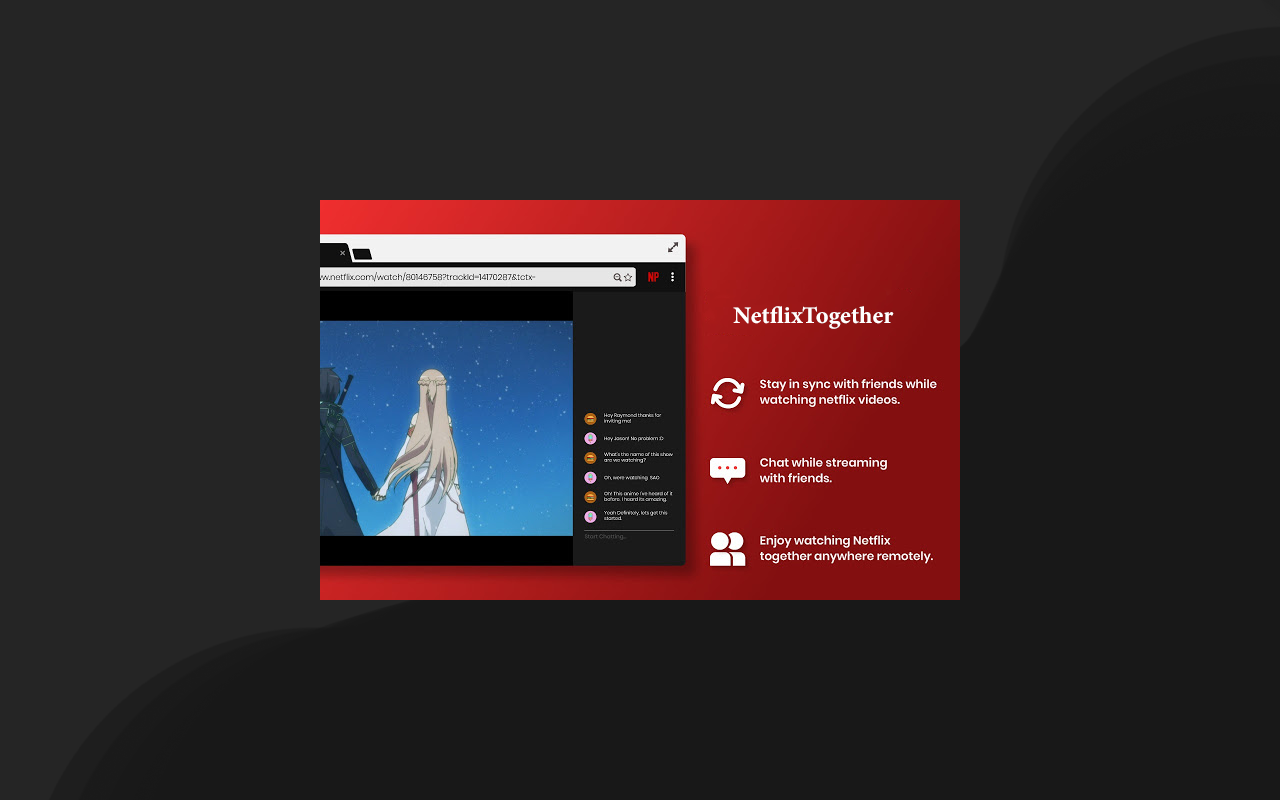 ww.netflix.com/watch/80146758?trackId=14170287&tctx=
NP
Hey Raymond thanks for
inviting me!
Hey Jason! No problem :D
What's the name of this show
are we watching?
Oh, were watching SAO
Oh! This anime i've heard of it
before. I heard its amazing.
Yeah Definitely, lets get this
started.
Start Chatting...
NetflixTogether
Stay in sync with friends while
watching netflix videos.
Chat while streaming
with friends.
Enjoy watching Netflix
together anywhere remotely.